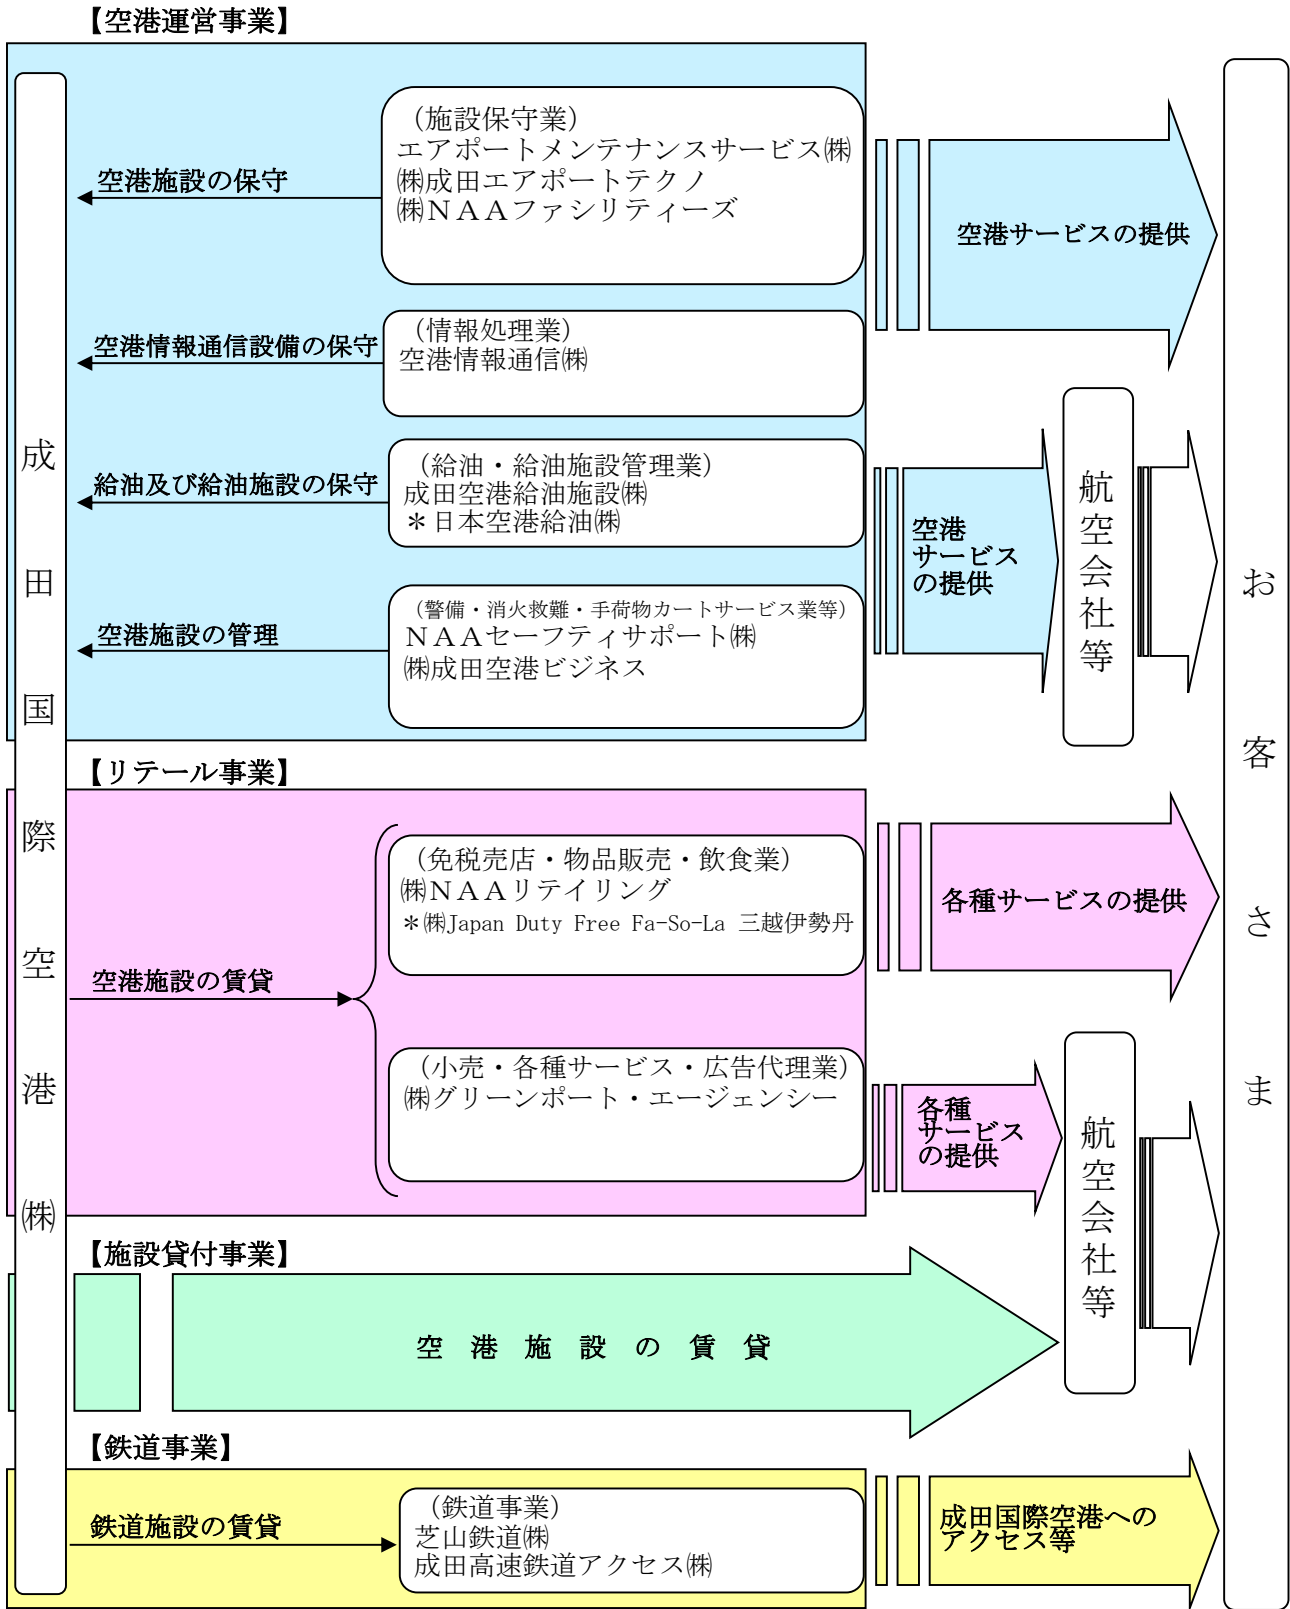 【空港運営事業】
（施設保守業）
エアポートメンテナンスサービス㈱
㈱成田エアポートテクノ
㈱ＮＡＡファシリティーズ
空港施設の保守
空港サービスの提供
（情報処理業）
空港情報通信㈱
空港情報通信設備の保守
（給油・給油施設管理業）
成田空港給油施設㈱
＊日本空港給油㈱
給油及び給油施設の保守
空港
サービス
の提供
航空会社等
（警備・消火救難・手荷物カートサービス業等）
ＮＡＡセーフティサポート㈱
㈱成田空港ビジネス
空港施設の管理
成田国際空港㈱
お客さま
【リテール事業】
（免税売店・物品販売・飲食業）
㈱ＮＡＡリテイリング
＊㈱Japan Duty Free Fa-So-La 三越伊勢丹
各種サービスの提供
空港施設の賃貸
（小売・各種サービス・広告代理業）
㈱グリーンポート・エージェンシー
各種
サービス
の提供
航空会社等
【施設貸付事業】
空港施設の賃貸
【鉄道事業】
（鉄道事業）
芝山鉄道㈱
成田高速鉄道アクセス㈱
鉄道施設の賃貸
成田国際空港への
アクセス等